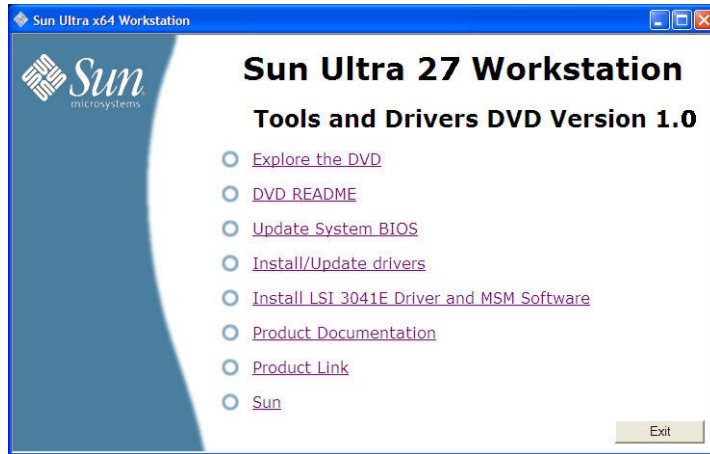 Sun Ultra x64 Workstation
Sun
microsystems
Sun Ultra 27 Workstation
Tools and Drivers DVD Version 1.0
Explore the DVD
DVD README
Update System BIOS
Install/Update drivers
Install LSI 3041E Driver and MSM Software
Product Documentation
Product Link
Sun
Exit